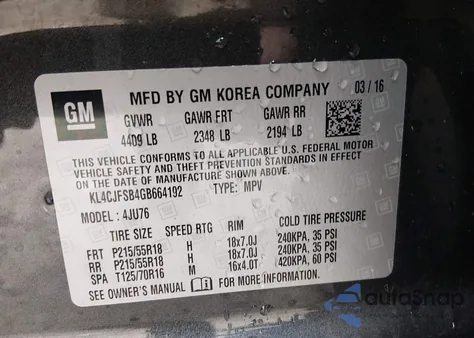 GM
MFD BY GM KOREA COMPANY 03 / 16
GVWR GAWR FRT GAWR RR
4409 LB 2348 LB 2194 LB
THIS VEHICLE CONFORMS TO ALL APPLICABLE U.S. FEDERAL MOTOR
VEHICLE SAFETY AND THEFT PREVENTION STANDARDS
IN EFFECT ON THE DATE OF MANUFACTURE SHOWN ABOVE.
KL4CJFSB4GB664192 TYPE: MPV
MODEL: 4JU76
TIRE SIZE SPEED RTG RIM COLD TIRE PRESSURE
FRT P215/55R18 H 18x7.0J 240KPA, 35 PSI
RR P215/55R18 H 18x7.0J 240KPA, 35 PSI
SPA T125/70R16 M 16x4.0T 420KPA, 60 PSI
SEE OWNER'S MANUAL FOR MORE INFORMATION.
autoSnap